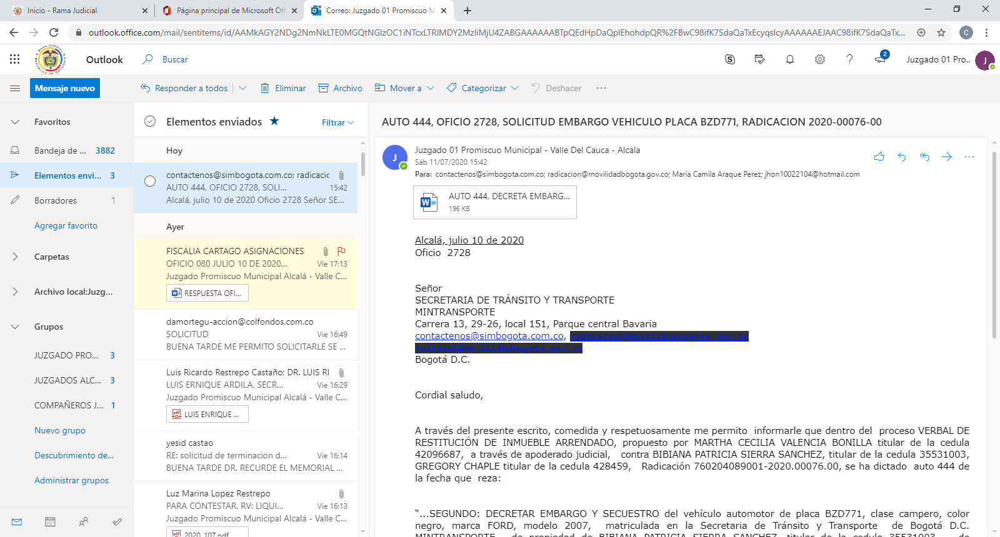 Inicio - Rama Judicial
Página principal de Microsoft Off
Correo: Juzgado 01 Promiscuo M
outlook.office.com/mail/sentitems/id/AAMkAGY2NDg2NmNkLTE0MGQtNGIzOC1iNTcxLTRlMDY2MzliMjU4ZABGAAAAAABTpQEdHpDaQplEhohdpQR%2FBwC98ifK7SdaQaTxEcyqslcyAAAAAAEJAAC98ifK7SdaQaTx...
C
RAMA JUDICIAL
REPUBLICA DE COLOMBIA
Outlook
Buscar
2
Juzgado 01 Pro...
J
Mensaje nuevo
Responder a todos
Eliminar
Archivo
Mover a
Categorizar
Deshacer
...
Favoritos
Bandeja de ... 3882
Elementos envi... 3
Borradores 1
Agregar favorito
Carpetas
Archivo local:Juzg...
Grupos
JUZGADO PRO... 3
JUZGADOS ALC... 3
COMPAÑEROS J... 1
Nuevo grupo
Descubrimiento de...
Administrar grupos
Elementos enviados
Filtrar
Hoy
contactenos@simbogota.com.co; radicacic
AUTO 444, OFICIO 2728, SOLI... 15:42
Alcalá, julio 10 de 2020 Oficio 2728 Señor SE...
Ayer
FISCALIA CARTAGO ASIGNACIONES
OFICIO 080 JULIO 10 DE 2020... Vie 17:13
Juzgado Promiscuo Municipal Alcalá - Valle C...
RESPUESTA OFI...
damortegu-accion@colfondos.com.co
SOLICITUD Vie 16:49
BUENA TARDE ME PERMITO SOLICITARLE SE ...
Luis Ricardo Restrepo Castaño; DR. LUIS RI
LUIS ERNIQUE ARDILA, SECR... Vie 16:29
Juzgado Promiscuo Municipal Alcalá - Valle C...
LUIS ENRIQUE ...
yesid castao
RE: solicitud de terminacion d... Vie 16:14
BUENA TARDE DR. RECURDE EL MEMORIAL ...
Luz Marina Lopez Restrepo
PARA CONTESTAR. RV: LIQUI... Vie 16:13
Juzgado Promiscuo Municipal Alcalá - Valle C...
2020_107.pdf
AUTO 444, OFICIO 2728, SOLICITUD EMBARGO VEHICULO PLACA BZD771, RADICACION 2020-00076-00
J
Juzgado 01 Promiscuo Municipal - Valle Del Cauca - Alcala
Sáb 11/07/2020 15:42
Para: contactenos@simbogota.com.co; radicacion@movilidadbogota.gov.co; Maria Camila Araque Perez; jhon10022104@hotmail.com
AUTO 444, DECRETA EMBARG...
196 KB
Alcalá, julio 10 de 2020
Oficio 2728
Señor
SECRETARIA DE TRÁNSITO Y TRANSPORTE
MINTRANSPORTE
Carrera 13, 29-26, local 151, Parque central Bavaria
contactenos@simbogota.com.co, radicacion@movilidadbogota.gov.co
judicial@movilidadbogota.gov.co
Bogotá D.C.
Cordial saludo,
A través del presente escrito, comedida y respetuosamente me permito informarle que dentro del proceso VERBAL DE
RESTITUCIÓN DE INMUEBLE ARRENDADO, propuesto por MARTHA CECILIA VALENCIA BONILLA titular de la cedula
42096687, a través de apoderado judicial, contra BIBIANA PATRICIA SIERRA SANCHEZ, titular de la cedula 35531003,
GREGORY CHAPLE titular de la cedula 428459, Radicación 760204089001-2020.00076.00, se ha dictado auto 444 de
la fecha que reza:
“...SEGUNDO: DECRETAR EMBARGO Y SECUESTRO del vehículo automotor de placa BZD771, clase campero, color
negro, marca FORD, modelo 2007, matriculada en la Secretaria de Tránsito y Transporte de Bogotá D.C.
MINTRANSPORTE, de propiedad de BIBIANA PATRICIA SIERRA SANCHEZ, titular de la cedula 35531003, de